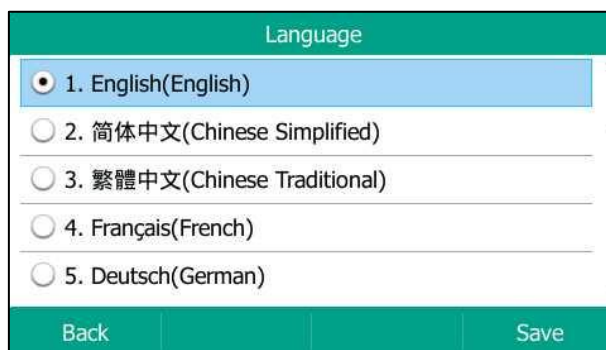 Language
1. English(English)
2. 简体中文(Chinese Simplified)
3. 繁體中文(Chinese Traditional)
4. Français(French)
5. Deutsch(German)
Back Save